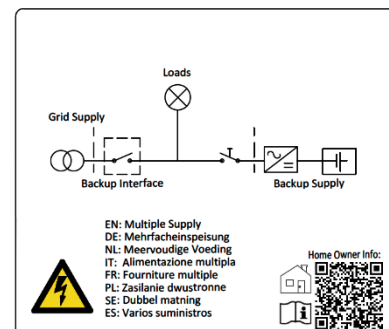 Loads
Grid Supply
Backup Interface
Backup Supply
EN: Multiple Supply
DE: Mehrfacheinspeisung
NL: Meervoudige Voeding
IT: Alimentazione multipla
FR: Fourniture multiple
PL: Zasilanie dwustronne
SE: Dubbel matning
ES: Varios suministros
Home Owner Info: